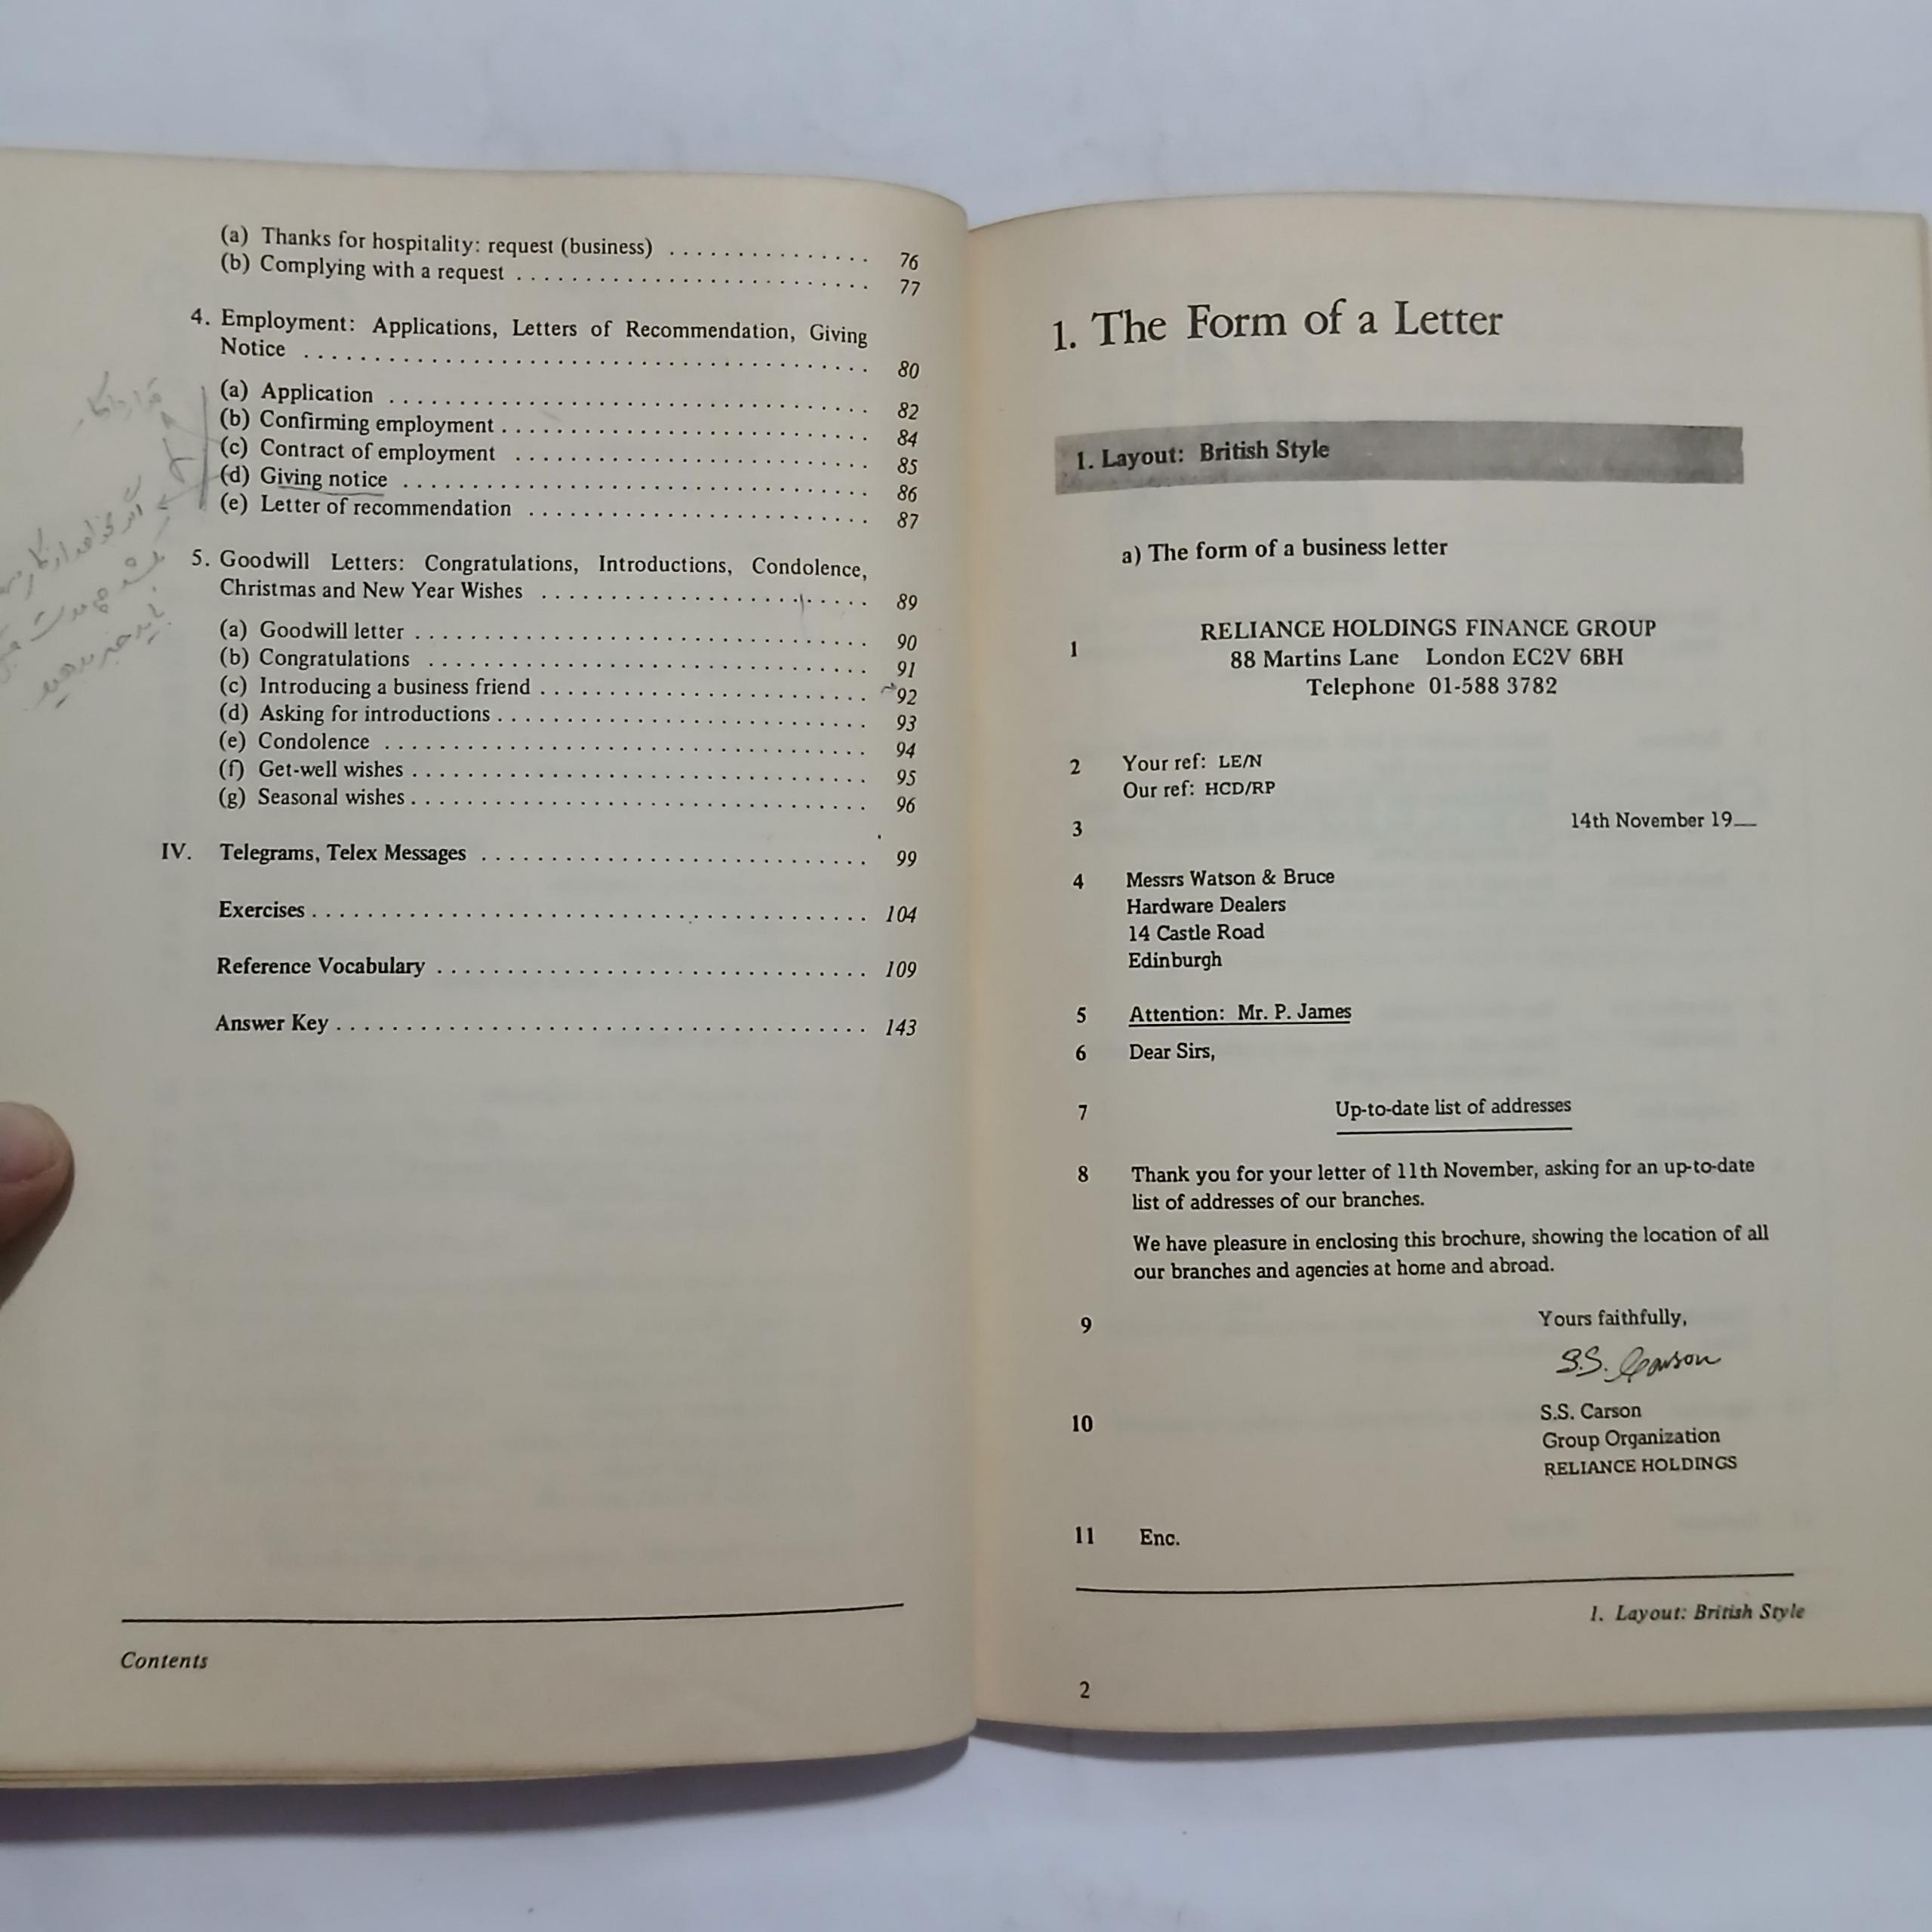 (a) Thanks for hospitality: request (business) ............... 76
(b) Complying with a request ......................... 77
4. Employment: Applications, Letters of Recommendation, Giving
Notice ......................................... 80
(a) Application ................................... 82
(b) Confirming employment ........................... 84
(c) Contract of employment .......................... 85
(d) Giving notice .................................. 86
(e) Letter of recommendation ......................... 87
قرارداد کار
باید خبر بدهید
5. Goodwill Letters: Congratulations, Introductions, Condolence,
Christmas and New Year Wishes ........................ 89
(a) Goodwill letter ................................. 90
(b) Congratulations ................................ 91
(c) Introducing a business friend ........................ 92
(d) Asking for introductions ........................... 93
(e) Condolence ................................... 94
(f) Get-well wishes ................................. 95
(g) Seasonal wishes ................................. 96
IV. Telegrams, Telex Messages ............................ 99
Exercises ........................................ 104
Reference Vocabulary ............................... 109
Answer Key ...................................... 143
Contents
1. The Form of a Letter
1. Layout: British Style
a) The form of a business letter
1 RELIANCE HOLDINGS FINANCE GROUP
88 Martins Lane London EC2V 6BH
Telephone 01-588 3782
2 Your ref: LE/N
Our ref: HCD/RP
3 14th November 19__
4 Messrs Watson & Bruce
Hardware Dealers
14 Castle Road
Edinburgh
5 Attention: Mr. P. James
6 Dear Sirs,
7 Up-to-date list of addresses
8 Thank you for your letter of 11th November, asking for an up-to-date
list of addresses of our branches.
We have pleasure in enclosing this brochure, showing the location of all
our branches and agencies at home and abroad.
9 Yours faithfully,
S.S. Carson
10 S.S. Carson
Group Organization
RELIANCE HOLDINGS
11 Enc.
1. Layout: British Style
2